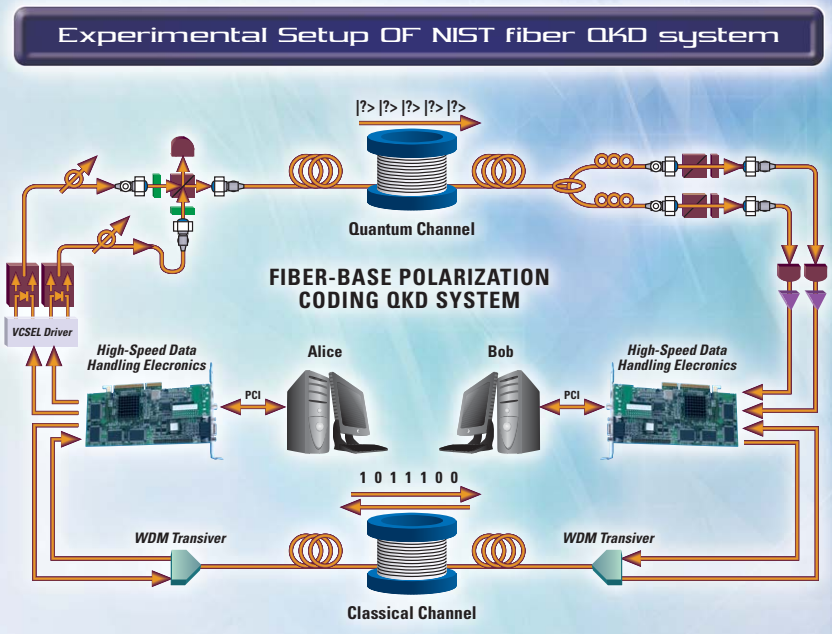 Experimental Setup OF NIST fiber QKD system
|?> |?> |?> |?> |?>
Quantum Channel
FIBER-BASE POLARIZATION
CODING QKD SYSTEM
VCSEL Driver
High-Speed Data
Handling Elecronics
Alice
Bob
High-Speed Data
Handling Elecronics
PCI
PCI
1 0 1 1 1 0 0
WDM Transiver
WDM Transiver
Classical Channel